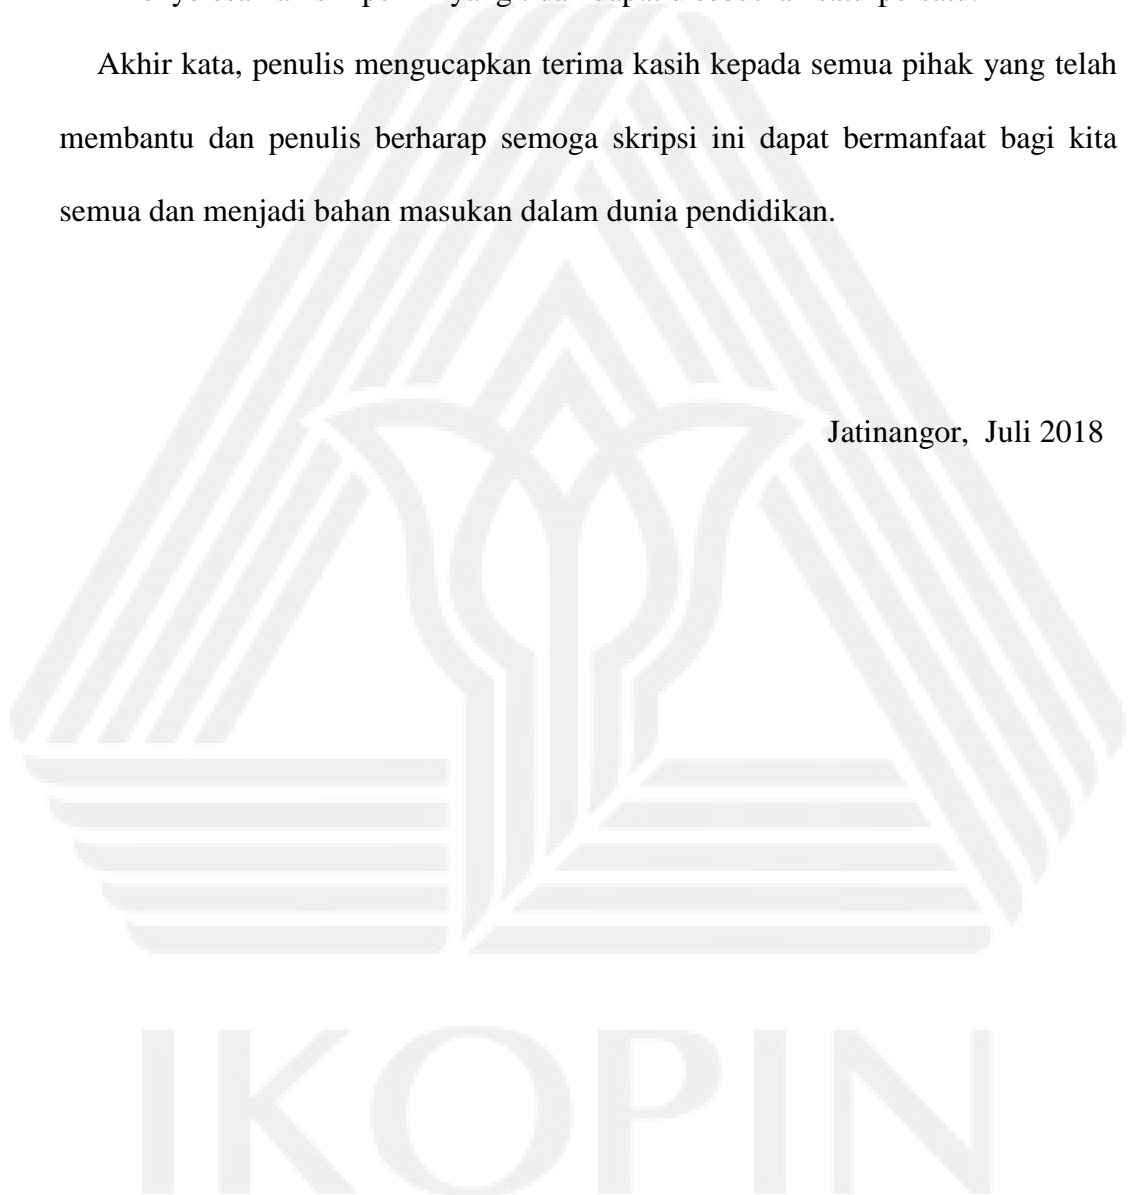 Akhir kata, penulis mengucapkan terima kasih kepada semua pihak yang telah
membantu dan penulis berharap semoga skripsi ini dapat bermanfaat bagi kita
semua dan menjadi bahan masukan dalam dunia pendidikan.
Jatinangor, Juli 2018
IKOPIN